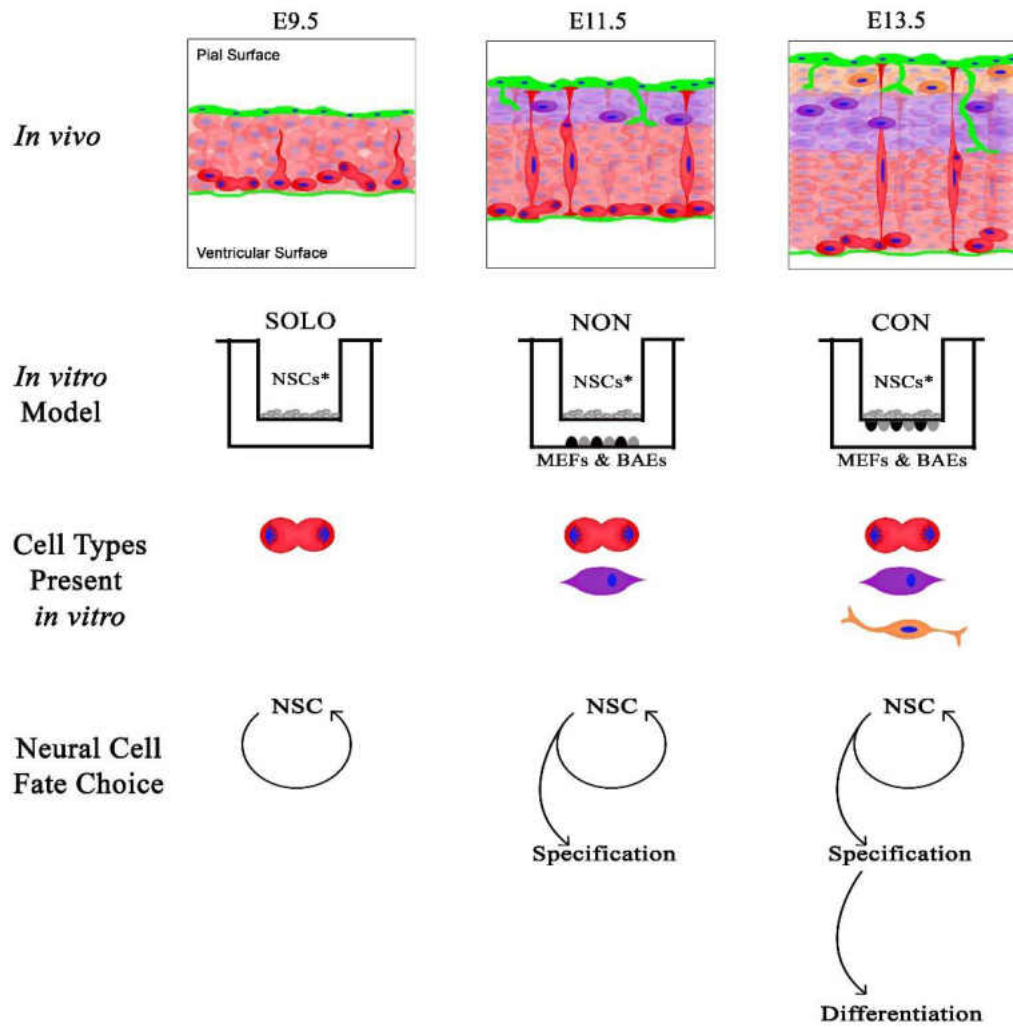 E9.5 E11.5 E13.5
Pial Surface
In vivo
Ventricular Surface
SOLO NON CON
In vitro
Model
NSCs* NSCs* NSCs*
MEFs & BAEs MEFs & BAEs
Cell Types
Present
in vitro
NSC NSC NSC
Neural Cell
Fate Choice
Specification Specification
Differentiation